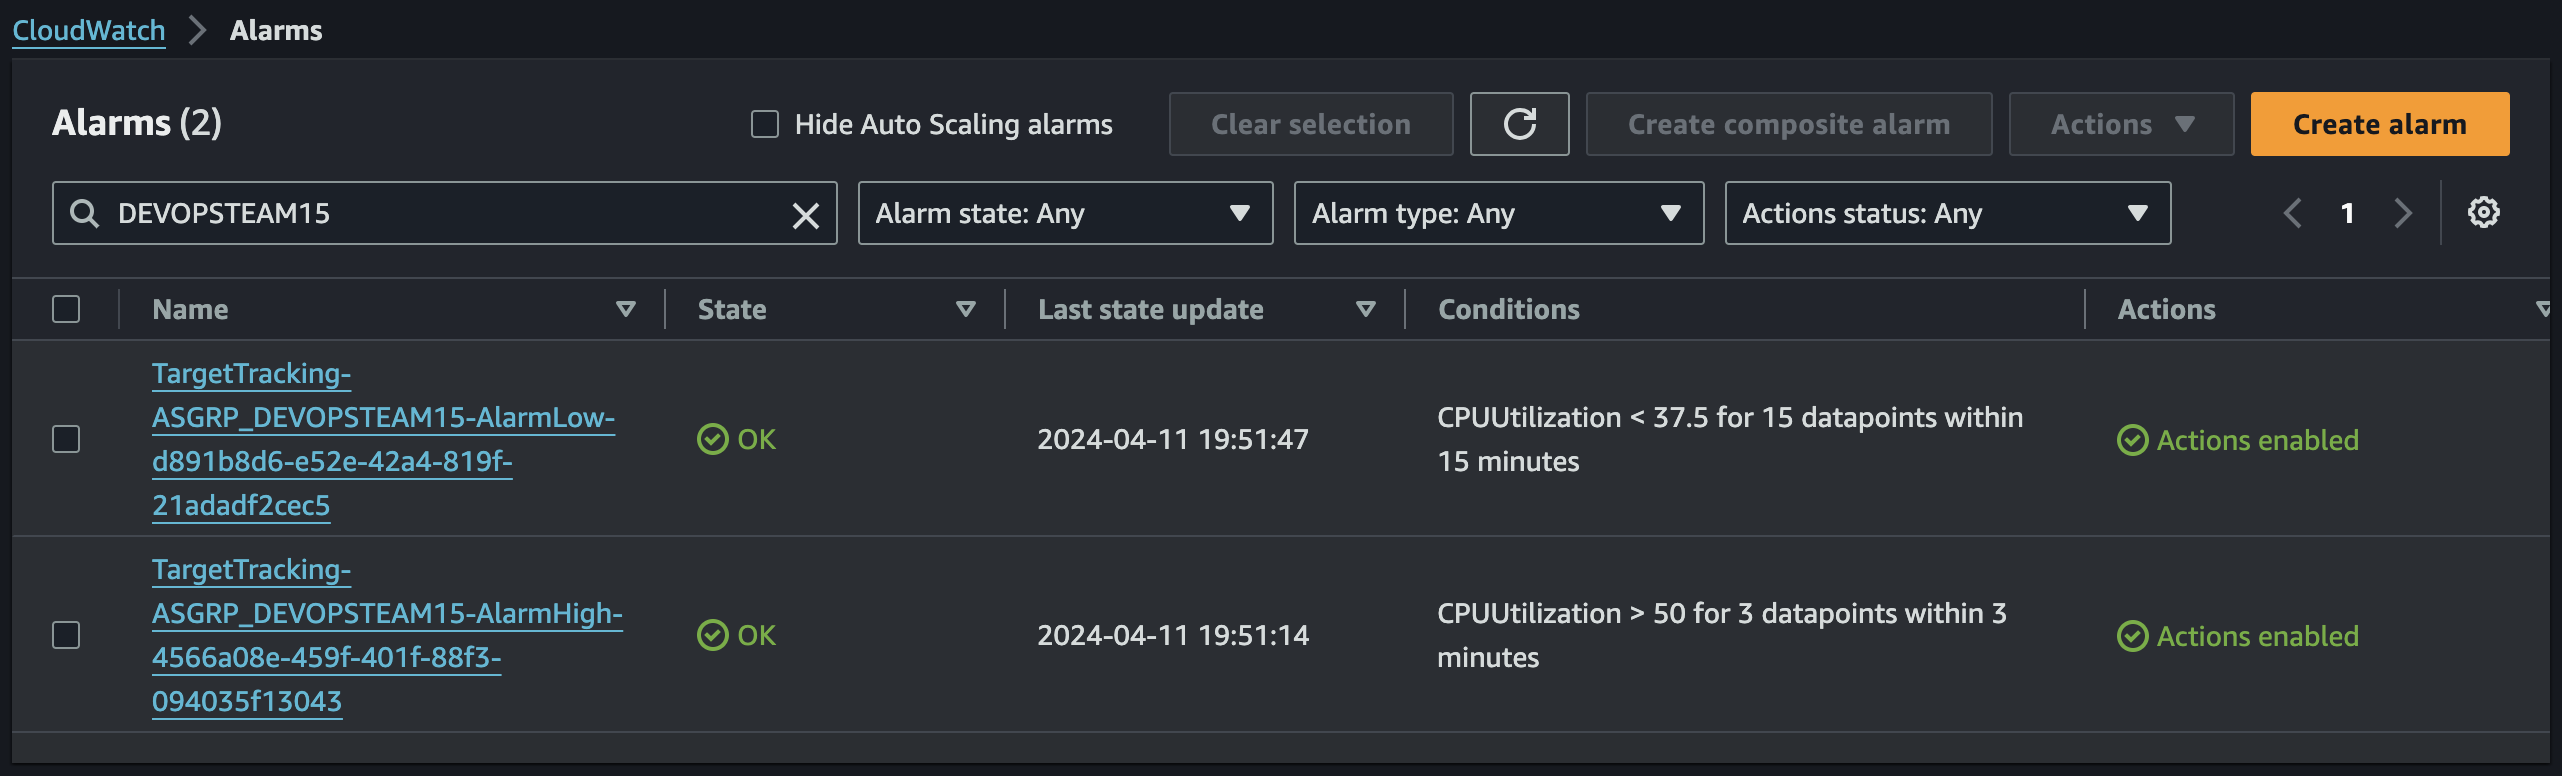 CloudWatch > Alarms
Alarms (2)
Hide Auto Scaling alarms
Clear selection
Create composite alarm
Actions
Create alarm
DEVOPSTEAM15
Alarm state: Any
Alarm type: Any
Actions status: Any
1
Name
State
Last state update
Conditions
Actions
TargetTracking-
ASGRP_DEVOPSTEAM15-AlarmLow-
d891b8d6-e52e-42a4-819f-
21adadf2cec5
OK
2024-04-11 19:51:47
CPUUtilization < 37.5 for 15 datapoints within
15 minutes
Actions enabled
TargetTracking-
ASGRP_DEVOPSTEAM15-AlarmHigh-
4566a08e-459f-401f-88f3-
094035f13043
OK
2024-04-11 19:51:14
CPUUtilization > 50 for 3 datapoints within 3
minutes
Actions enabled